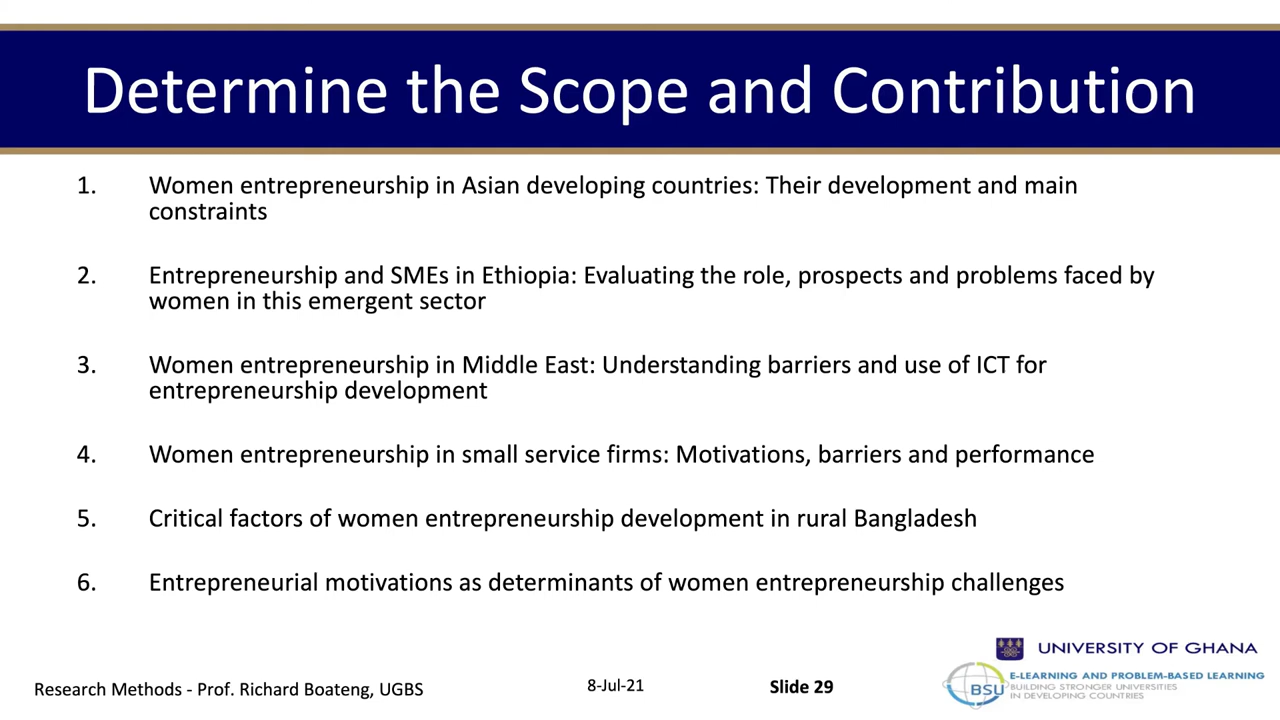 Determine the Scope and Contribution
1. Women entrepreneurship in Asian developing countries: Their development and main
constraints
2. Entrepreneurship and SMEs in Ethiopia: Evaluating the role, prospects and problems faced by
women in this emergent sector
3. Women entrepreneurship in Middle East: Understanding barriers and use of ICT for
entrepreneurship development
4. Women entrepreneurship in small service firms: Motivations, barriers and performance
5. Critical factors of women entrepreneurship development in rural Bangladesh
6. Entrepreneurial motivations as determinants of women entrepreneurship challenges
UNIVERSITY OF GHANA
Research Methods - Prof. Richard Boateng, UGBS
8-Jul-21
Slide 29
BSU
E-LEARNING AND PROBLEM-BASED LEARNING
BUILDING STRONGER UNIVERSITIES
IN DEVELOPING COUNTRIES